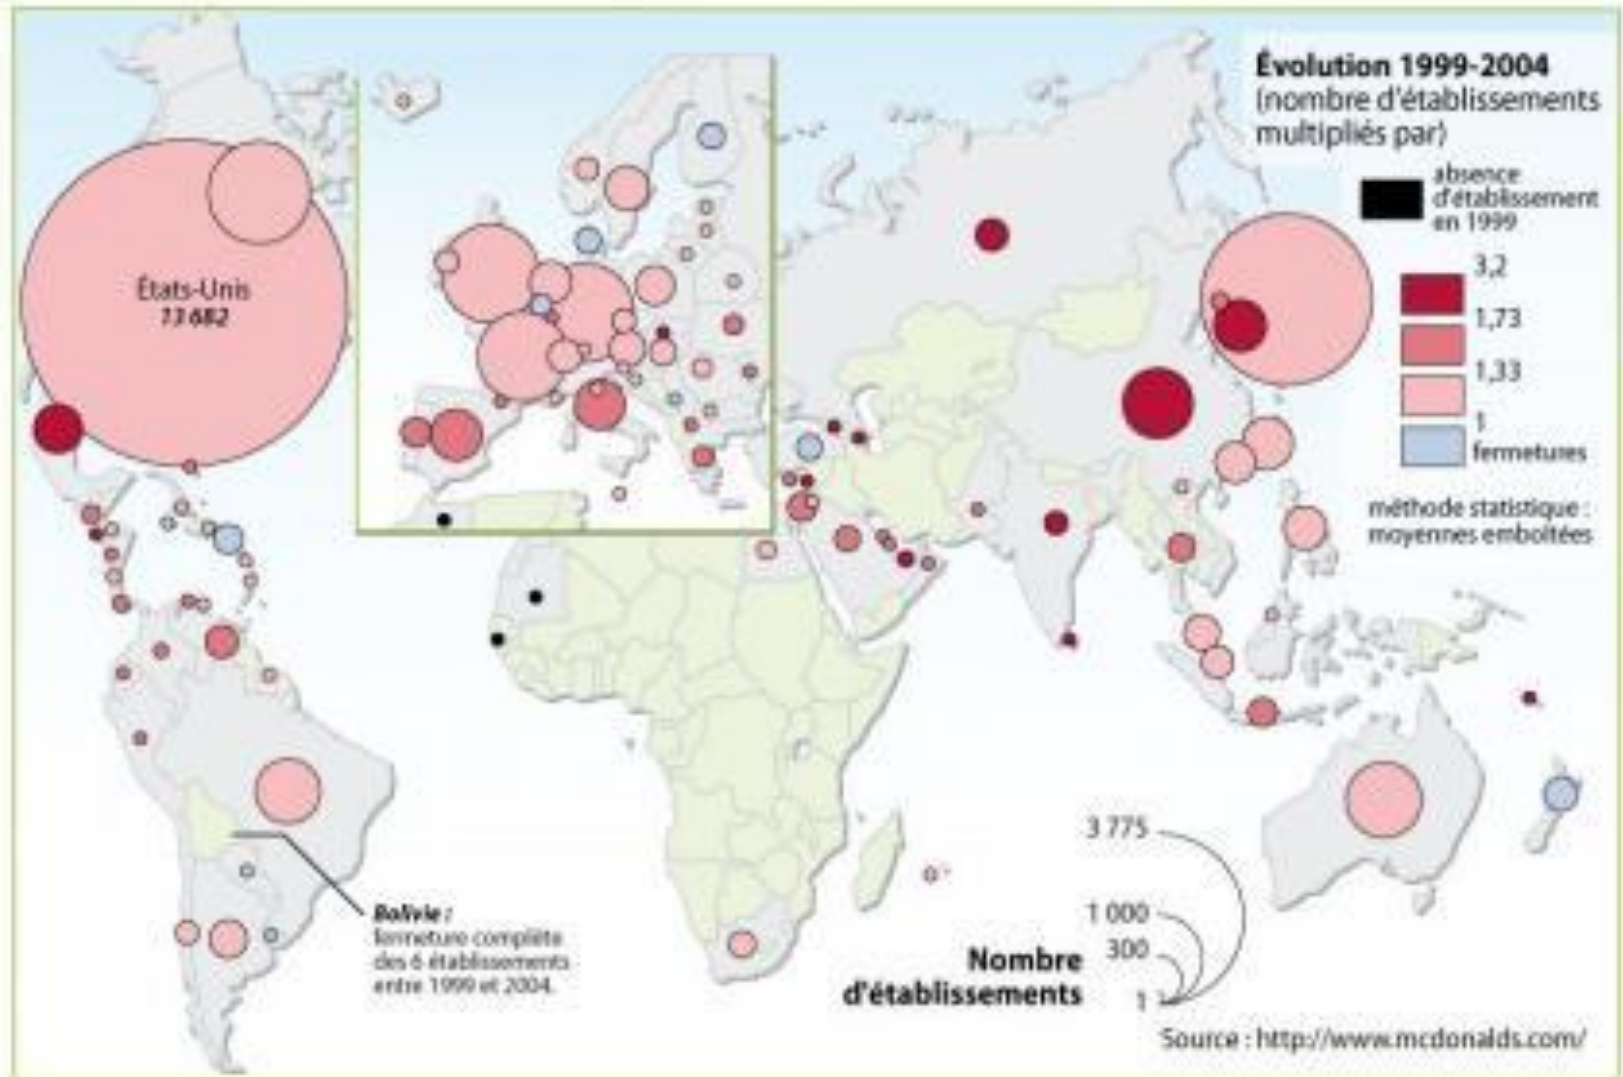 Évolution 1999-2004
(nombre d'établissements
multipliés par)
absence
d'établissement
en 1999
3,2
1,73
1,33
1
fermetures
méthode statistique :
moyennes emboîtées
États-Unis
13 682
Bolivie :
fermeture complète
des 6 établissements
entre 1999 et 2004.
Nombre
d'établissements
3 775
1 000
300
1
Source : http://www.mcdonalds.com/